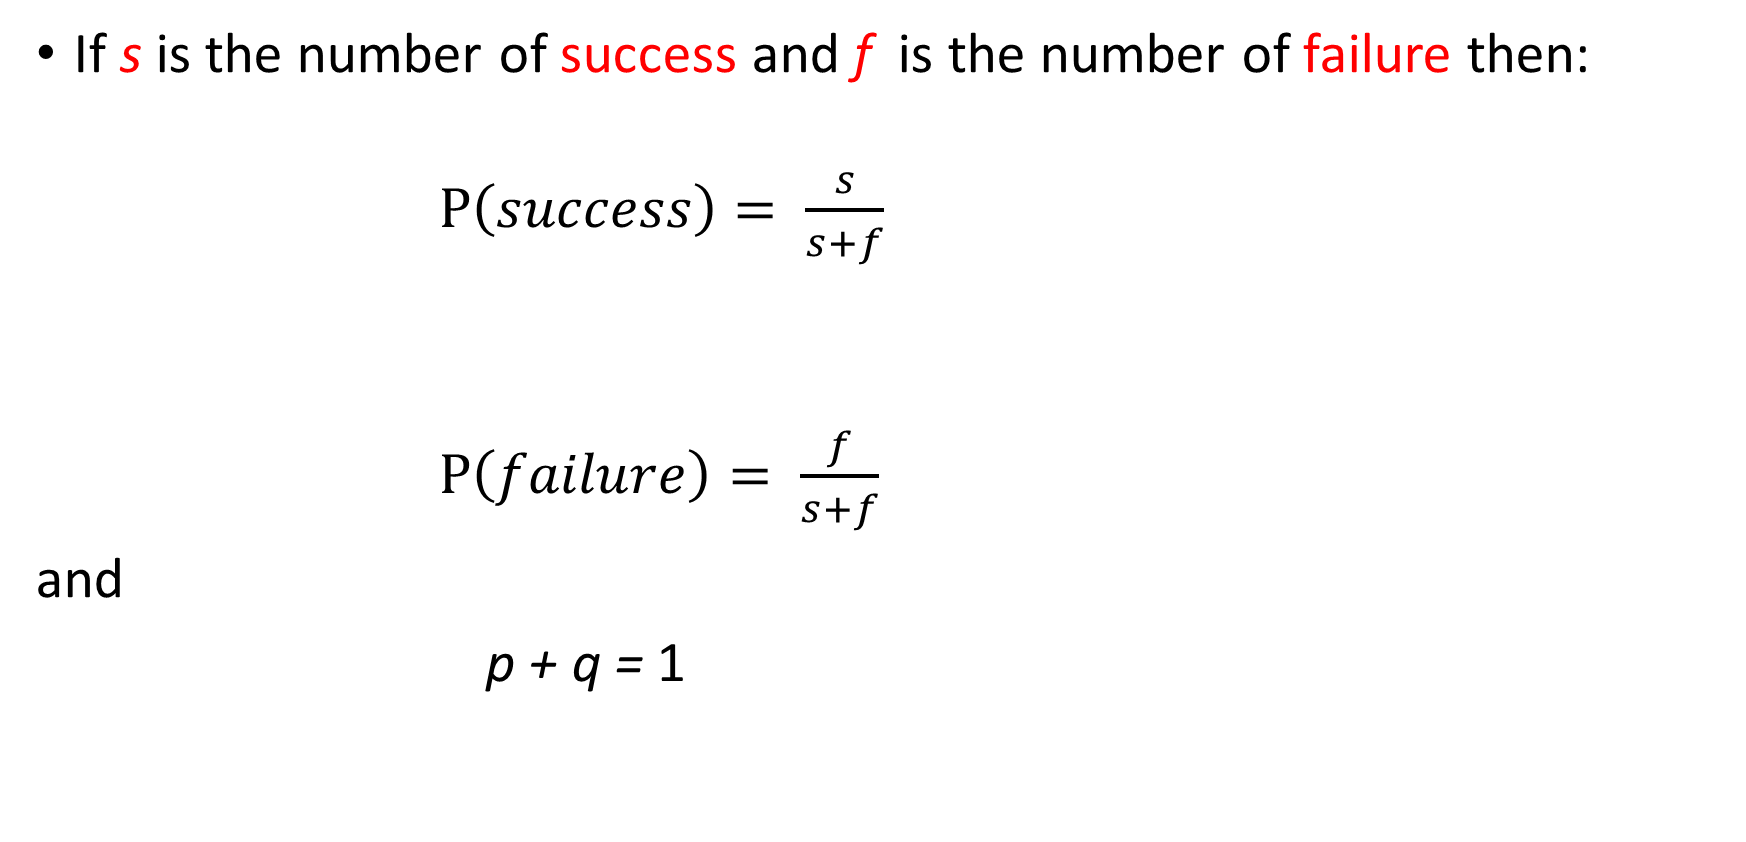 • If s is the number of success and f is the number of failure then:
P(success) = s/(s+f)
P(failure) = f/(s+f)
and
p + q = 1